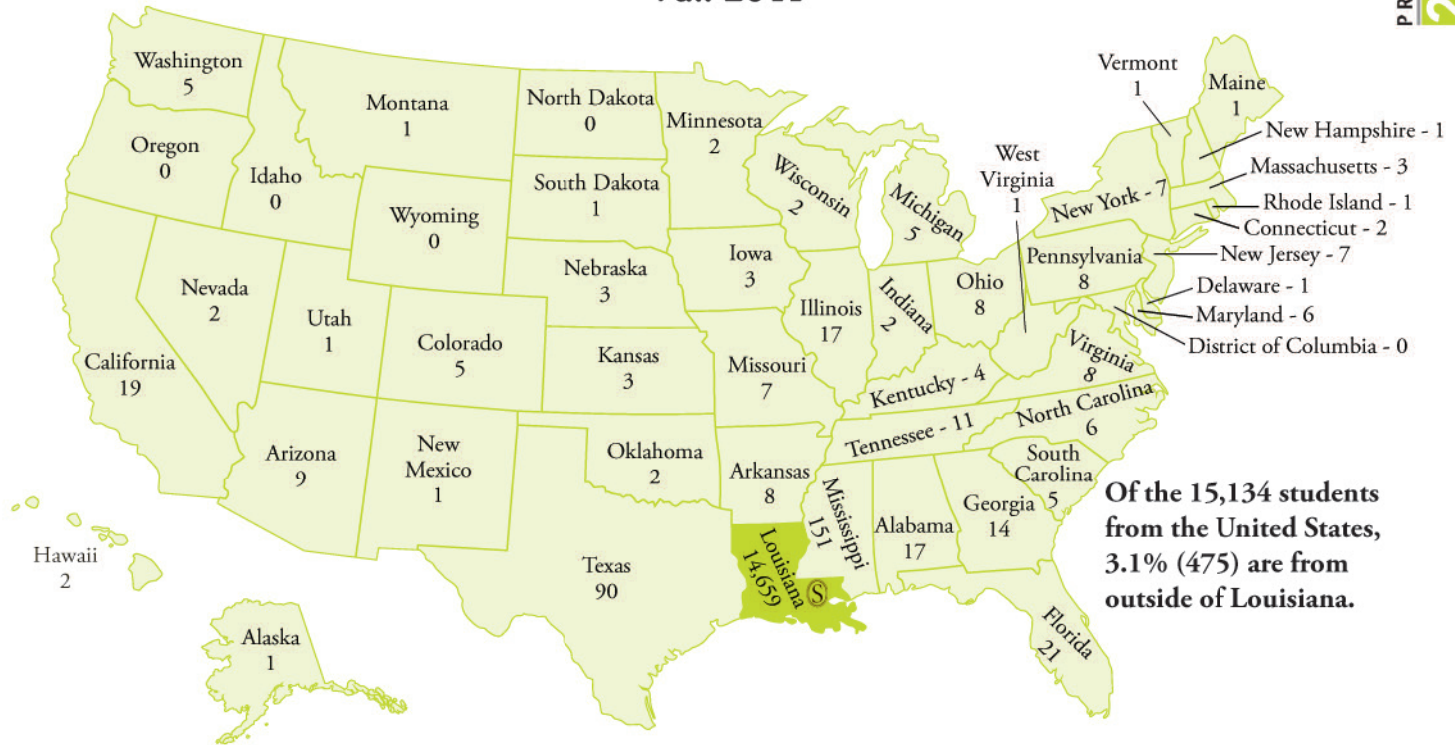 Washington
5
Oregon
0
Idaho
0
Montana
1
North Dakota
0
Minnesota
2
South Dakota
1
Wyoming
0
Nebraska
3
Iowa
3
Wisconsin
2
Michigan
5
Nevada
2
Utah
1
Colorado
5
Kansas
3
Missouri
7
Illinois
17
Indiana
2
Ohio
8
California
19
Arizona
9
New
Mexico
1
Oklahoma
2
Arkansas
8
Texas
90
Louisiana
14,659
S
Mississippi
151
Alabama
17
Georgia
14
Florida
21
South
Carolina
5
North Carolina
6
Tennessee - 11
Kentucky - 4
Virginia
8
West
Virginia
1
Pennsylvania
8
New York - 7
Vermont
1
Maine
1
New Hampshire - 1
Massachusetts - 3
Rhode Island - 1
Connecticut - 2
New Jersey - 7
Delaware - 1
Maryland - 6
District of Columbia - 0
Hawaii
2
Alaska
1
Of the 15,134 students
from the United States,
3.1% (475) are from
outside of Louisiana.